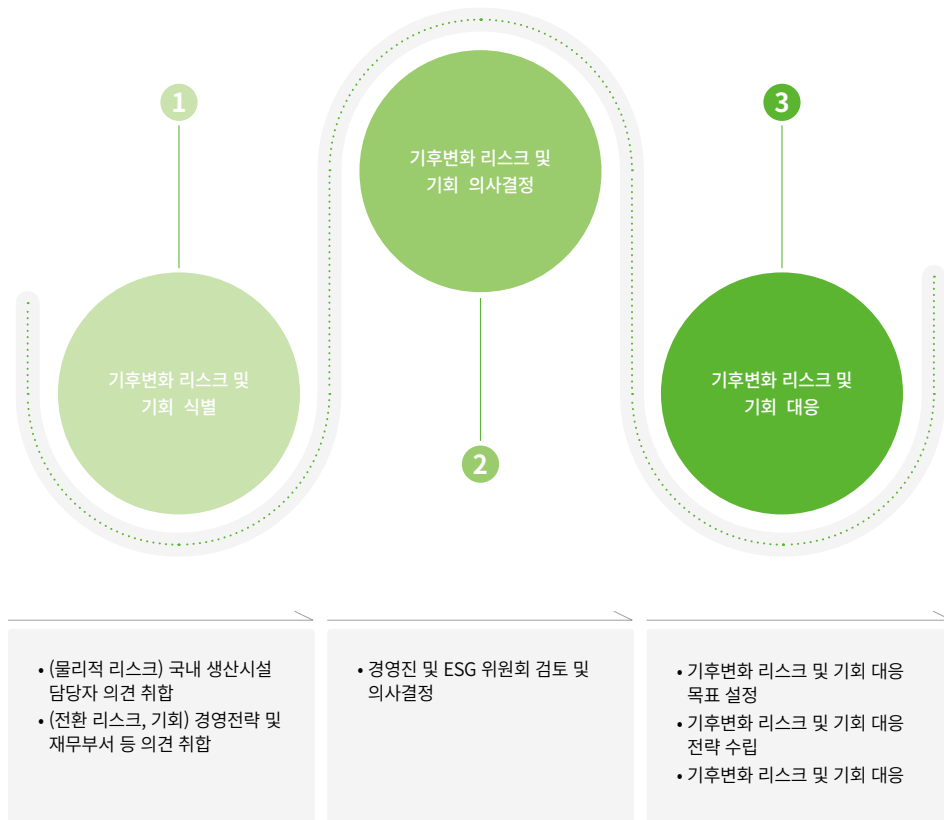 1
기후변화 리스크 및
기회 식별
기후변화 리스크 및
기회 의사결정
2
3
기후변화 리스크 및
기회 대응
• (물리적 리스크) 국내 생산시설
담당자 의견 취합
• (전환 리스크, 기회) 경영전략 및
재무부서 등 의견 취합
• 경영진 및 ESG 위원회 검토 및
의사결정
• 기후변화 리스크 및 기회 대응
목표 설정
• 기후변화 리스크 및 기회 대응
전략 수립
• 기후변화 리스크 및 기회 대응